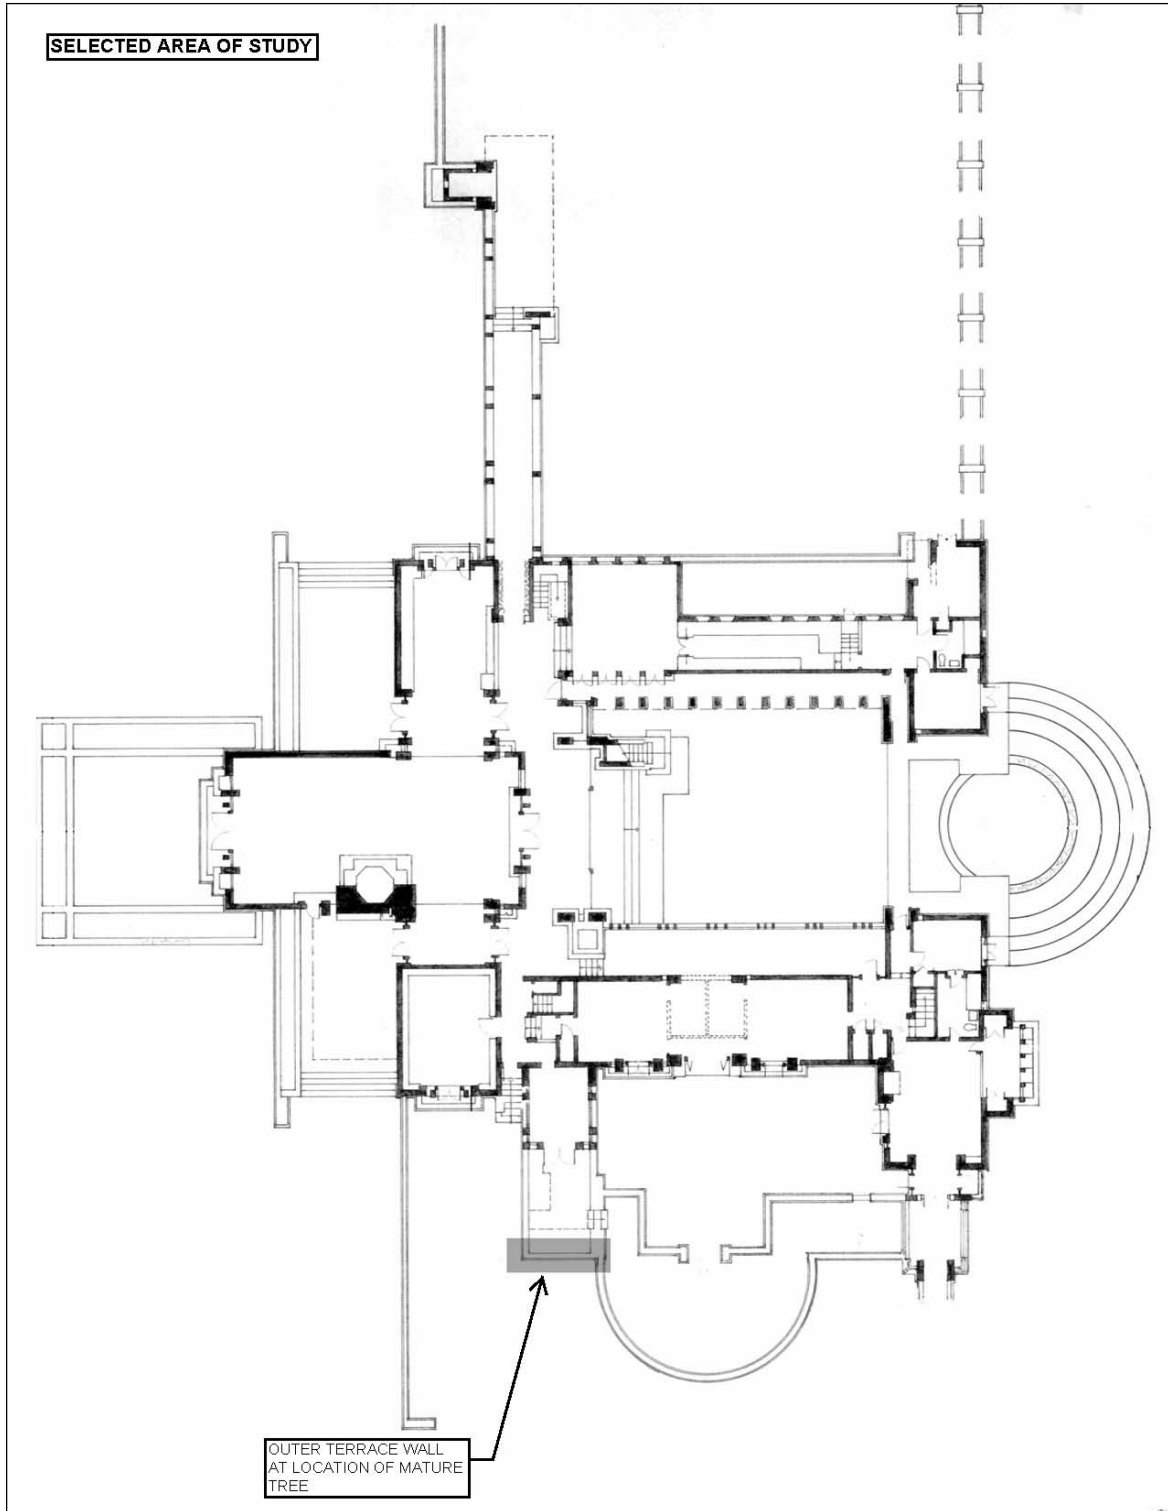 SELECTED AREA OF STUDY
OUTER TERRACE WALL
AT LOCATION OF MATURE
TREE